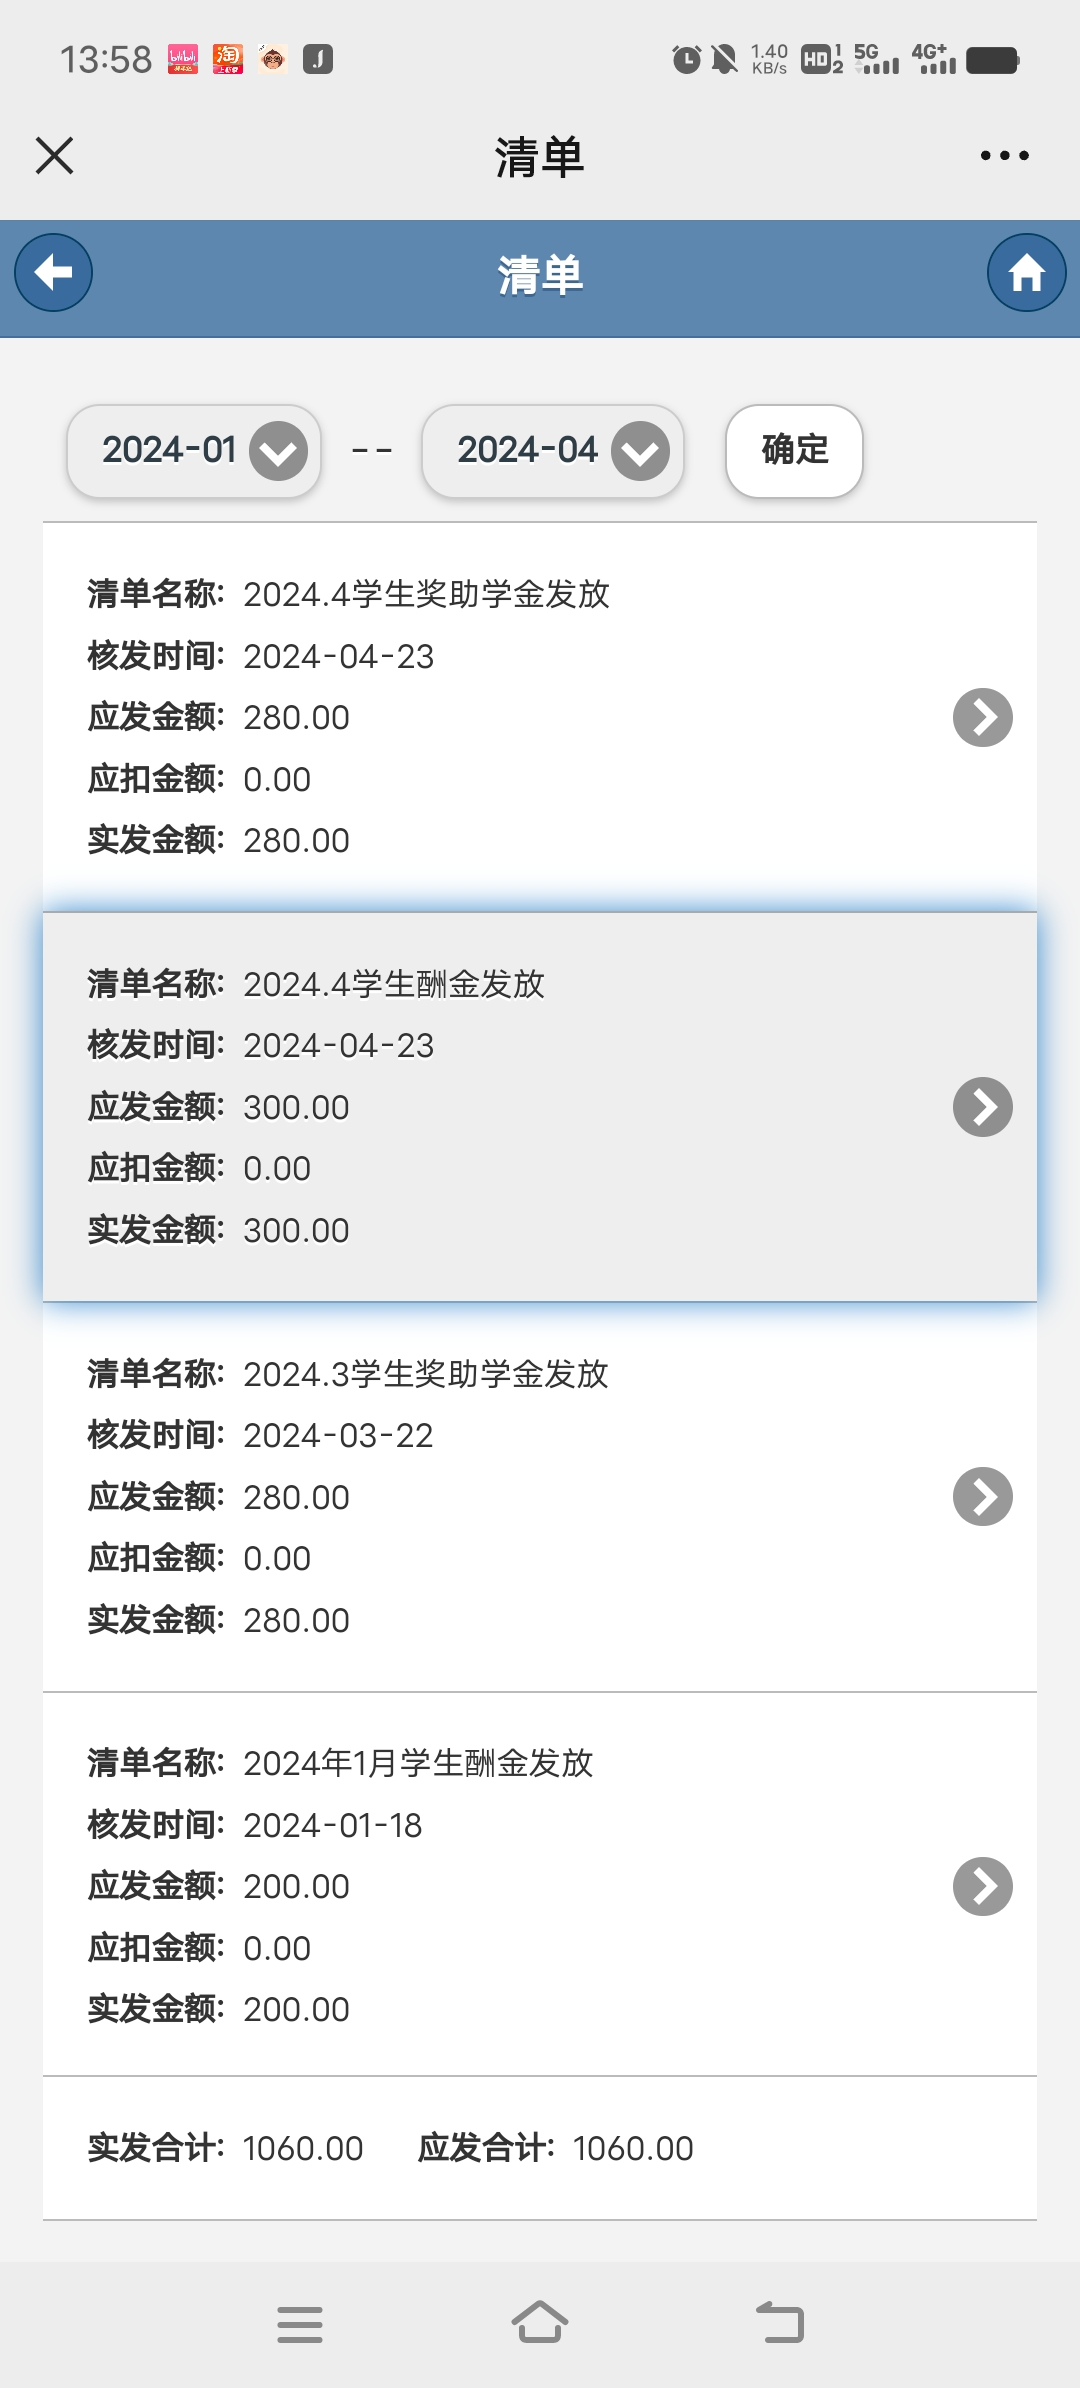 13:58
1.40 KB/s HD 1 2 5G 4G+
清单
清单
2024-01 -- 2024-04 确定
清单名称: 2024.4学生奖助学金发放
核发时间: 2024-04-23
应发金额: 280.00
应扣金额: 0.00
实发金额: 280.00
清单名称: 2024.4学生酬金发放
核发时间: 2024-04-23
应发金额: 300.00
应扣金额: 0.00
实发金额: 300.00
清单名称: 2024.3学生奖助学金发放
核发时间: 2024-03-22
应发金额: 280.00
应扣金额: 0.00
实发金额: 280.00
清单名称: 2024年1月学生酬金发放
核发时间: 2024-01-18
应发金额: 200.00
应扣金额: 0.00
实发金额: 200.00
实发合计: 1060.00 应发合计: 1060.00